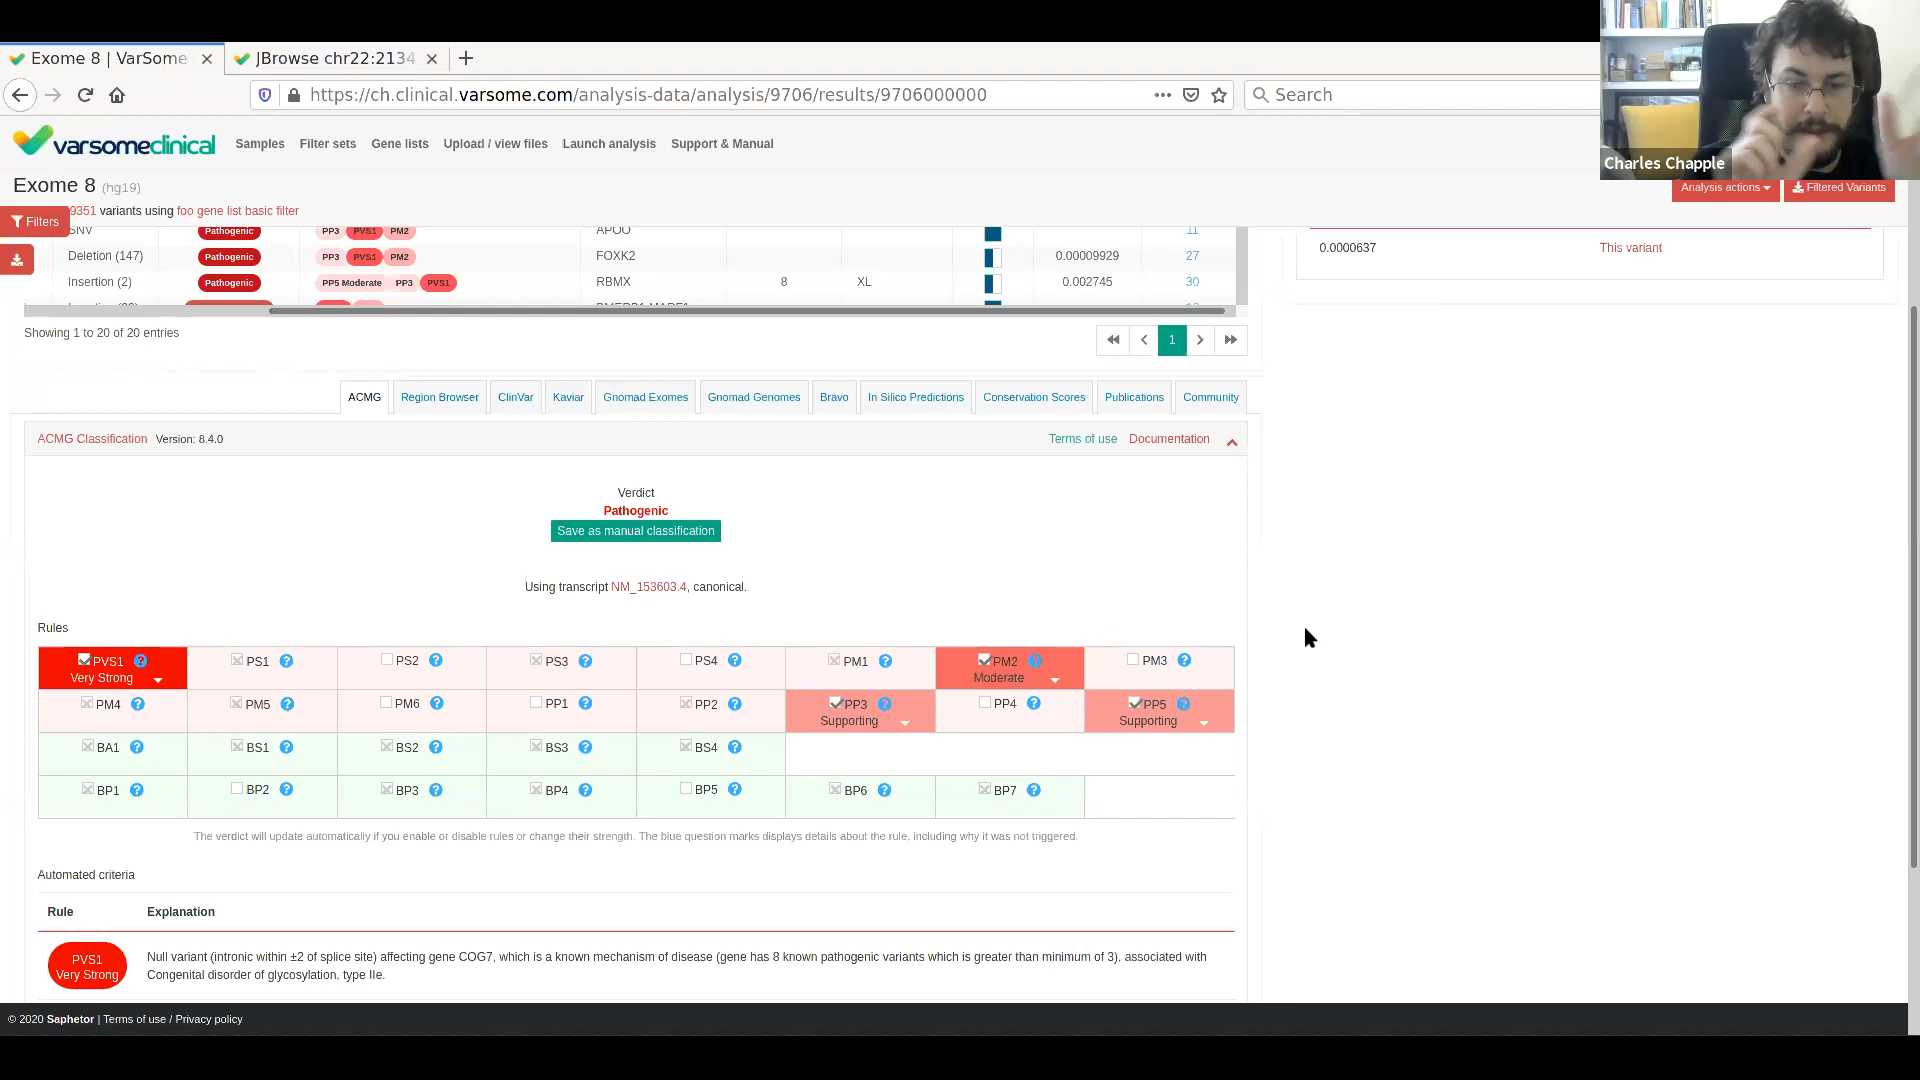 Exome 8 | VarSome
JBrowse chr22:2134
https://ch.clinical.varsome.com/analysis-data/analysis/9706/results/9706000000
Search
Charles Chapple
varsomeclinical
Samples Filter sets Gene lists Upload / view files Launch analysis Support & Manual
Exome 8 (hg19)
Analysis actions
Filtered Variants
9351 variants using foo gene list basic filter
Filters
SNV Pathogenic PP3 PVS1 PM2 APOO 11
Deletion (147) Pathogenic PP3 PVS1 PM2 FOXK2 0.00009929 27
Insertion (2) Pathogenic PP5 Moderate PP3 PVS1 RBMX 8 XL 0.002745 30
0.0000637 This variant
Showing 1 to 20 of 20 entries
1
ACMG Region Browser ClinVar Kaviar Gnomad Exomes Gnomad Genomes Bravo In Silico Predictions Conservation Scores Publications Community
ACMG Classification Version: 8.4.0
Terms of use Documentation
Verdict
Pathogenic
Save as manual classification
Using transcript NM_153603.4, canonical.
Rules
PVS1 ? PS1 ? PS2 ? PS3 ? PS4 ? PM1 ? PM2 ? PM3 ?
Very Strong Moderate
PM4 ? PM5 ? PM6 ? PP1 ? PP2 ? PP3 ? PP4 ? PP5 ?
Supporting Supporting
BA1 ? BS1 ? BS2 ? BS3 ? BS4 ?
BP1 ? BP2 ? BP3 ? BP4 ? BP5 ? BP6 ? BP7 ?
The verdict will update automatically if you enable or disable rules or change their strength. The blue question marks displays details about the rule, including why it was not triggered.
Automated criteria
Rule Explanation
PVS1
Very Strong
Null variant (intronic within ±2 of splice site) affecting gene COG7, which is a known mechanism of disease (gene has 8 known pathogenic variants which is greater than minimum of 3), associated with
Congenital disorder of glycosylation, type IIe.
© 2020 Saphetor | Terms of use / Privacy policy